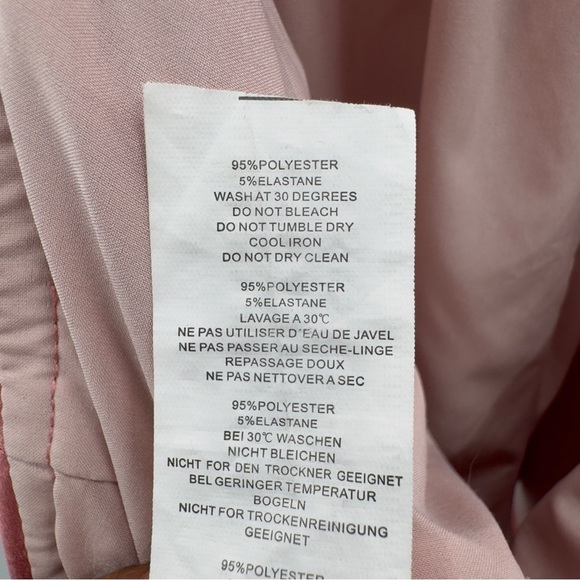 95%POLYESTER
5%ELASTANE
WASH AT 30 DEGREES
DO NOT BLEACH
DO NOT TUMBLE DRY
COOL IRON
DO NOT DRY CLEAN
95%POLYESTER
5%ELASTANE
LAVAGE A 30℃
NE PAS UTILISER D'EAU DE JAVEL
NE PAS PASSER AU SECHE-LINGE
REPASSAGE DOUX
NE PAS NETTOVER A SEC
95%POLYESTER
5%ELASTANE
BEI 30℃ WASCHEN
NICHT BLEICHEN
NICHT FOR DEN TROCKNER GEEIGNET
BEL GERINGER TEMPERATUR
BOGELN
NICHT FOR TROCKENREINIGUNG
GEEIGNET
95%POLYESTER